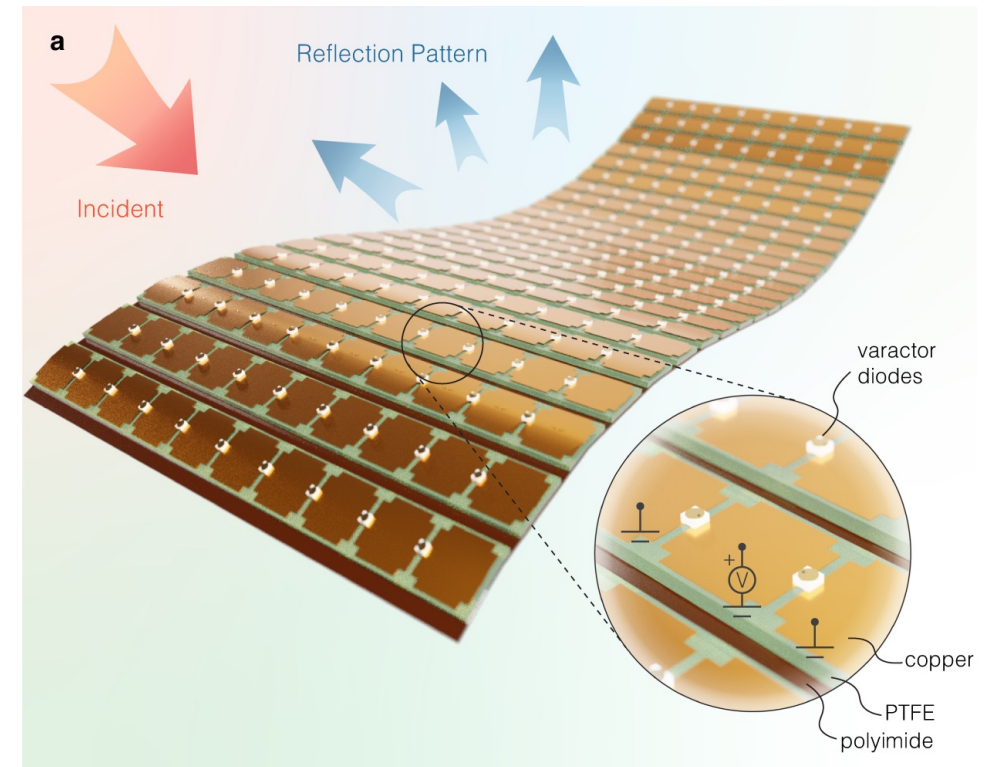 a
Reflection Pattern
Incident
varactor
diodes
+
V
copper
PTFE
polyimide